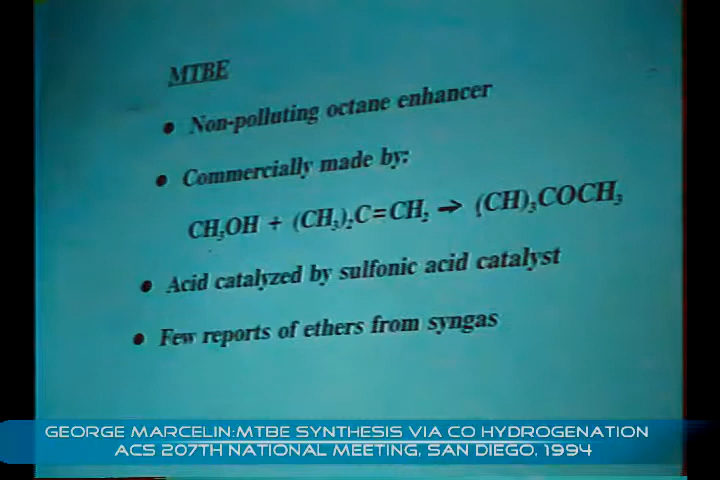 MTBE
● Non-polluting octane enhancer
● Commercially made by:
CH₃OH + (CH₃)₂C=CH₂ → (CH)₃COCH₃
● Acid catalyzed by sulfonic acid catalyst
● Few reports of ethers from syngas
GEORGE MARCELIN:MTBE SYNTHESIS VIA CO HYDROGENATION
ACS 207TH NATIONAL MEETING, SAN DIEGO, 1994